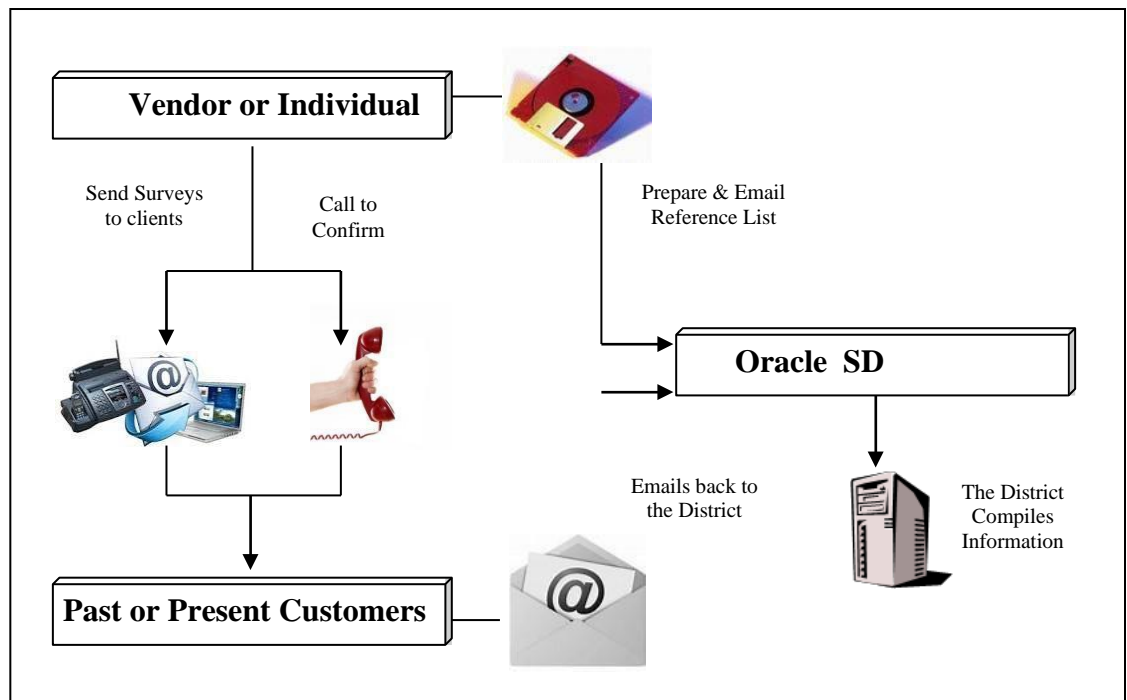 Vendor or Individual
Send Surveys
to clients
Call to
Confirm
Prepare & Email
Reference List
Oracle SD
Emails back to
the District
The District
Compiles
Information
Past or Present Customers
@
@